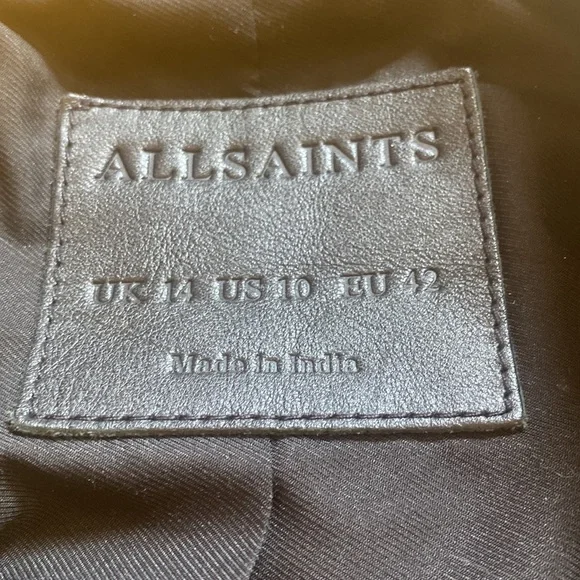 ALLSAINTS
UK 14 US 10 EU 42
Made in India